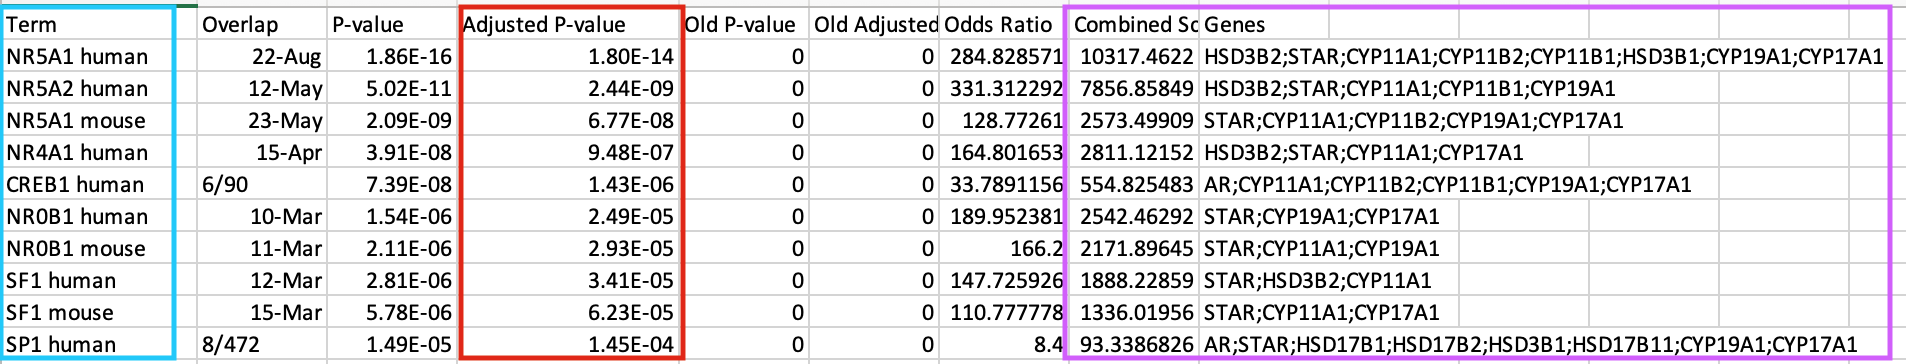 Term Overlap P-value Adjusted P-value Old P-value Old Adjusted Odds Ratio Combined Sc Genes
NR5A1 human 22-Aug 1.86E-16 1.80E-14 0 0 284.828571 10317.4622 HSD3B2;STAR;CYP11A1;CYP11B2;CYP11B1;HSD3B1;CYP19A1;CYP17A1
NR5A2 human 12-May 5.02E-11 2.44E-09 0 0 331.312292 7856.85849 HSD3B2;STAR;CYP11A1;CYP11B1;CYP19A1
NR5A1 mouse 23-May 2.09E-09 6.77E-08 0 0 128.77261 2573.49909 STAR;CYP11A1;CYP11B2;CYP19A1;CYP17A1
NR4A1 human 15-Apr 3.91E-08 9.48E-07 0 0 164.801653 2811.12152 HSD3B2;STAR;CYP11A1;CYP17A1
CREB1 human 6/90 7.39E-08 1.43E-06 0 0 33.7891156 554.825483 AR;CYP11A1;CYP11B2;CYP11B1;CYP19A1;CYP17A1
NR0B1 human 10-Mar 1.54E-06 2.49E-05 0 0 189.952381 2542.46292 STAR;CYP19A1;CYP17A1
NR0B1 mouse 11-Mar 2.11E-06 2.93E-05 0 0 166.2 2171.89645 STAR;CYP11A1;CYP19A1
SF1 human 12-Mar 2.81E-06 3.41E-05 0 0 147.725926 1888.22859 STAR;HSD3B2;CYP11A1
SF1 mouse 15-Mar 5.78E-06 6.23E-05 0 0 110.777778 1336.01956 STAR;CYP11A1;CYP17A1
SP1 human 8/472 1.49E-05 1.45E-04 0 0 8.4 93.3386826 AR;STAR;HSD17B1;HSD17B2;HSD3B1;HSD17B11;CYP19A1;CYP17A1